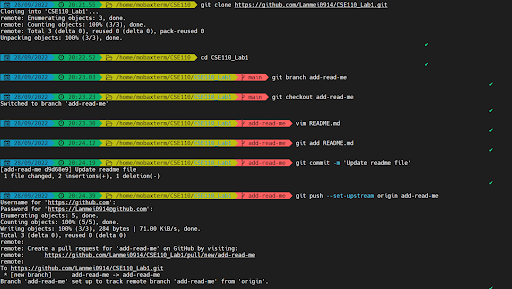 28/09/2022 20:21.55 /home/mobaxterm/CSE110 git clone https://github.com/Lanmei0914/CSE110_Lab1.git
Cloning into 'CSE110_Lab1'...
remote: Enumerating objects: 3, done.
remote: Counting objects: 100% (3/3), done.
remote: Total 3 (delta 0), reused 0 (delta 0), pack-reused 0
Unpacking objects: 100% (3/3), done.
✔
28/09/2022 20:22.52 /home/mobaxterm/CSE110 cd CSE110_Lab1
✔
28/09/2022 20:23.03 /home/mobaxterm/CSE110/CSE110_Lab1 main git branch add-read-me
✔
28/09/2022 20:23.13 /home/mobaxterm/CSE110/CSE110_Lab1 main git checkout add-read-me
Switched to branch 'add-read-me'
✔
28/09/2022 20:23.30 /home/mobaxterm/CSE110/CSE110_Lab1 add-read-me vim README.md
✔
28/09/2022 20:24.12 /home/mobaxterm/CSE110/CSE110_Lab1 add-read-me git add README.md
✔
28/09/2022 20:24.19 /home/mobaxterm/CSE110/CSE110_Lab1 add-read-me git commit -m 'Update readme file'
[add-read-me d9d68e9] Update readme file
1 file changed, 2 insertions(+), 1 deletion(-)
✔
28/09/2022 20:24.38 /home/mobaxterm/CSE110/CSE110_Lab1 add-read-me git push --set-upstream origin add-read-me
Username for 'https://github.com':
Password for 'https://Lanmei0914@github.com':
Enumerating objects: 5, done.
Counting objects: 100% (5/5), done.
Writing objects: 100% (3/3), 284 bytes | 71.00 KiB/s, done.
Total 3 (delta 0), reused 0 (delta 0)
remote:
remote: Create a pull request for 'add-read-me' on GitHub by visiting:
remote: https://github.com/Lanmei0914/CSE110_Lab1/pull/new/add-read-me
remote:
To https://github.com/Lanmei0914/CSE110_Lab1.git
* [new branch] add-read-me -> add-read-me
Branch 'add-read-me' set up to track remote branch 'add-read-me' from 'origin'.